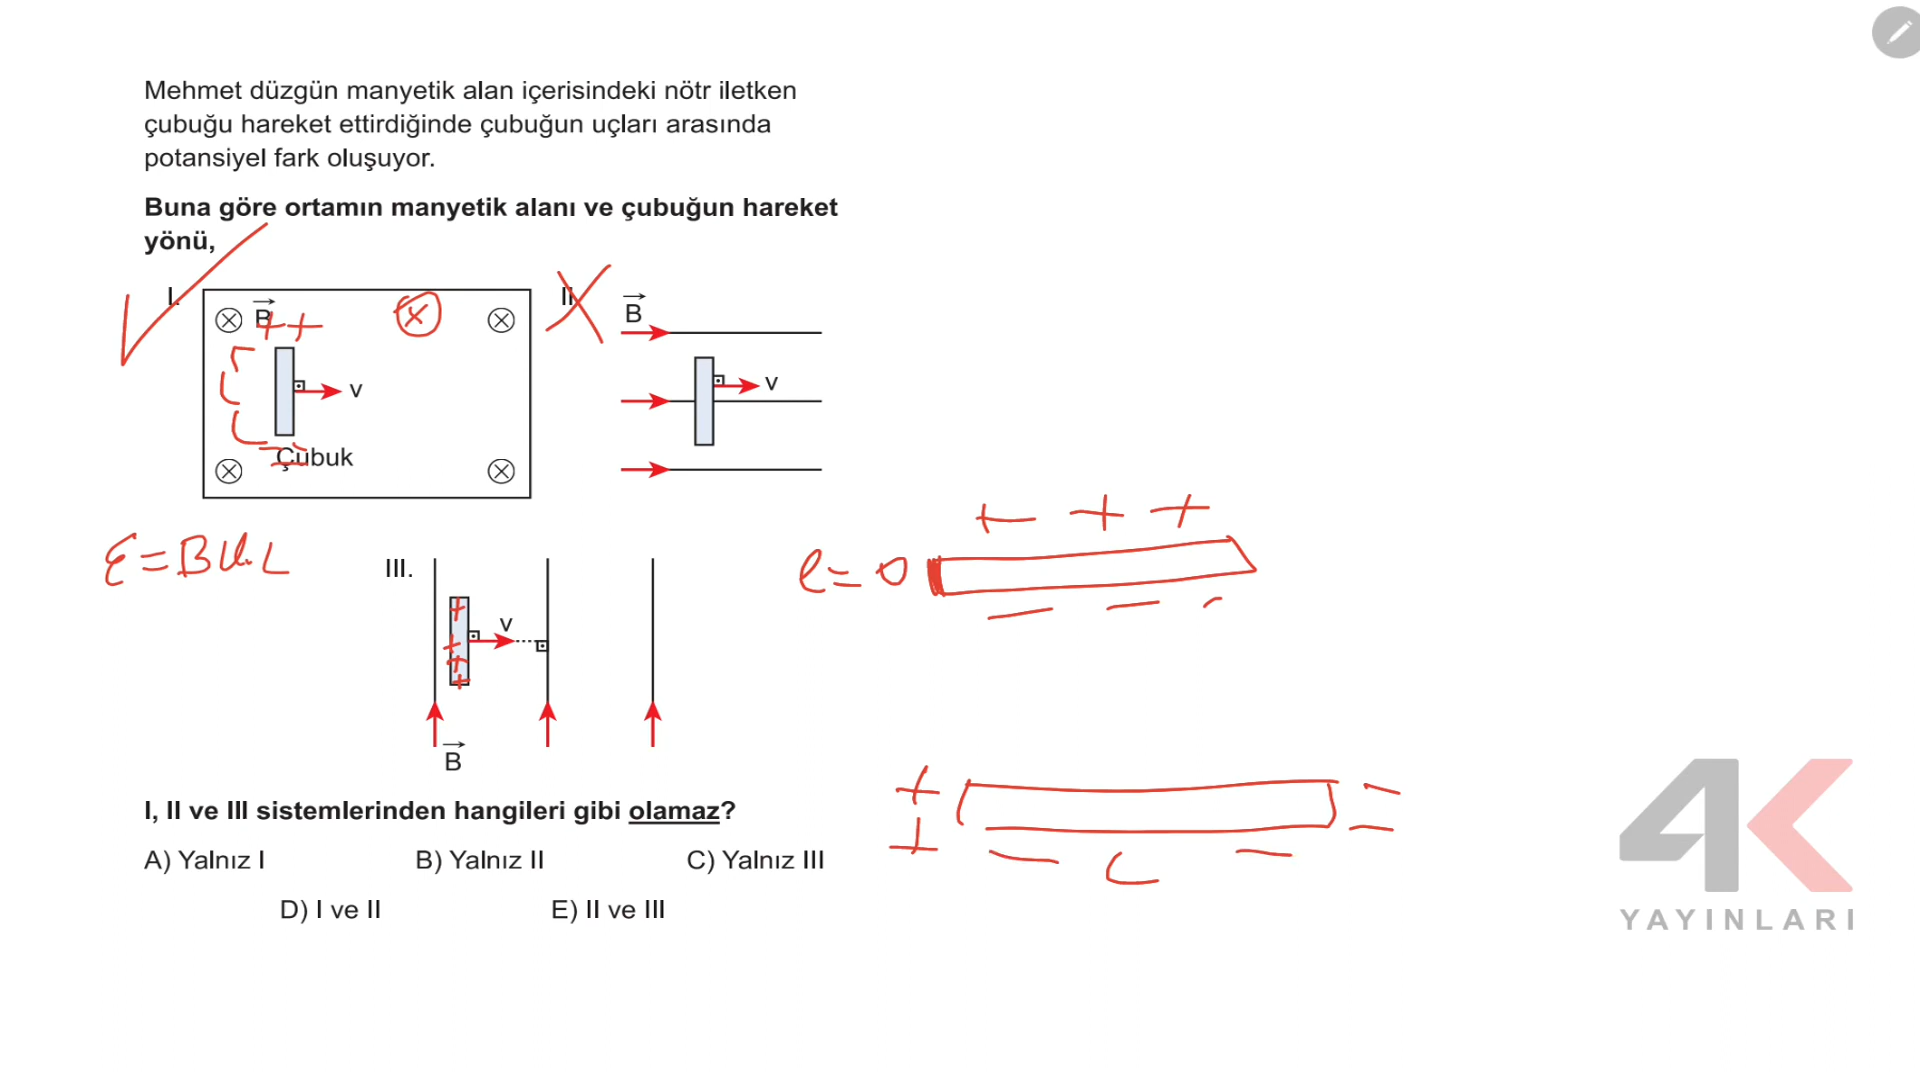 Mehmet düzgün manyetik alan içerisindeki nötr iletken
çubuğu hareket ettirdiğinde çubuğun uçları arasında
potansiyel fark oluşuyor.
Buna göre ortamın manyetik alanı ve çubuğun hareket
yönü,
I.
B
v
Çubuk
II.
B
v
ε = B v. L
III.
v
B
+ + +
l = 0
I, II ve III sistemlerinden hangileri gibi olamaz?
A) Yalnız I
B) Yalnız II
C) Yalnız III
D) I ve II
E) II ve III
4K
YAYINLARI